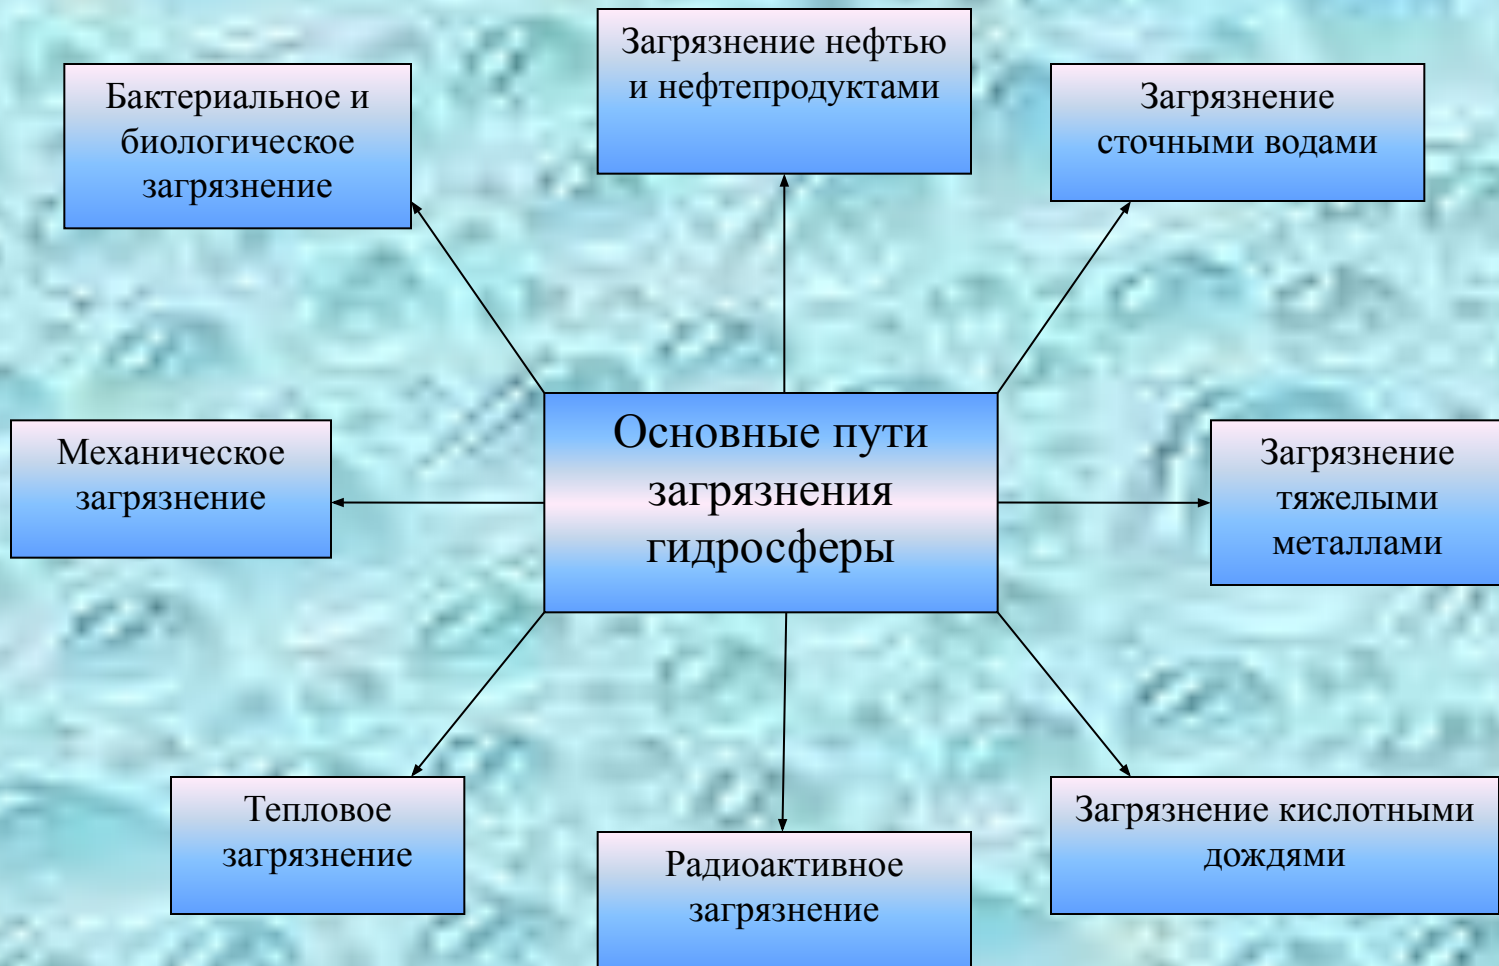 Загрязнение нефтью
и нефтепродуктами
Бактериальное и
биологическое
загрязнение
Загрязнение
сточными водами
Основные пути
загрязнения
гидросферы
Механическое
загрязнение
Загрязнение
тяжелыми
металлами
Тепловое
загрязнение
Радиоактивное
загрязнение
Загрязнение кислотными
дождями